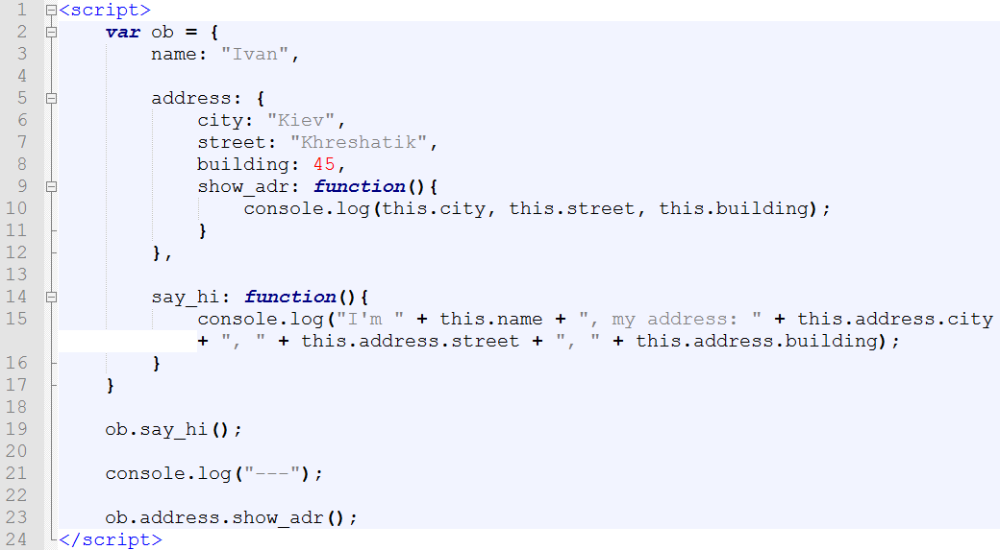 1 <script>
2 var ob = {
3 name: "Ivan",
4
5 address: {
6 city: "Kiev",
7 street: "Khreshatik",
8 building: 45,
9 show_adr: function(){
10 console.log(this.city, this.street, this.building);
11 }
12 },
13
14 say_hi: function(){
15 console.log("I'm " + this.name + ", my address: " + this.address.city
+ ", " + this.address.street + ", " + this.address.building);
16 }
17 }
18
19 ob.say_hi();
20
21 console.log("---");
22
23 ob.address.show_adr();
24 </script>